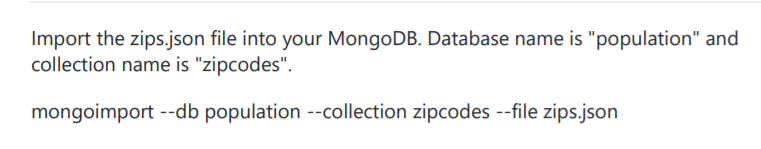 Import the zips.json file into your MongoDB. Database name is "population" and
collection name is "zipcodes".
mongoimport --db population --collection zipcodes --file zips.json